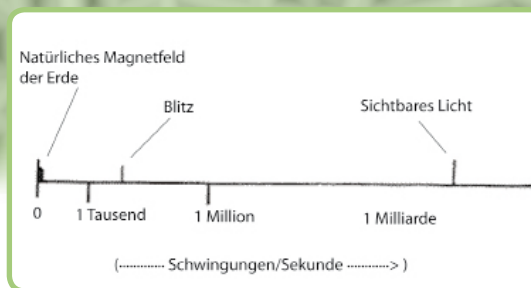 Natürliches Magnetfeld
der Erde
Blitz
Sichtbares Licht
0
1 Tausend
1 Million
1 Milliarde
(............. Schwingungen/Sekunde ............> )